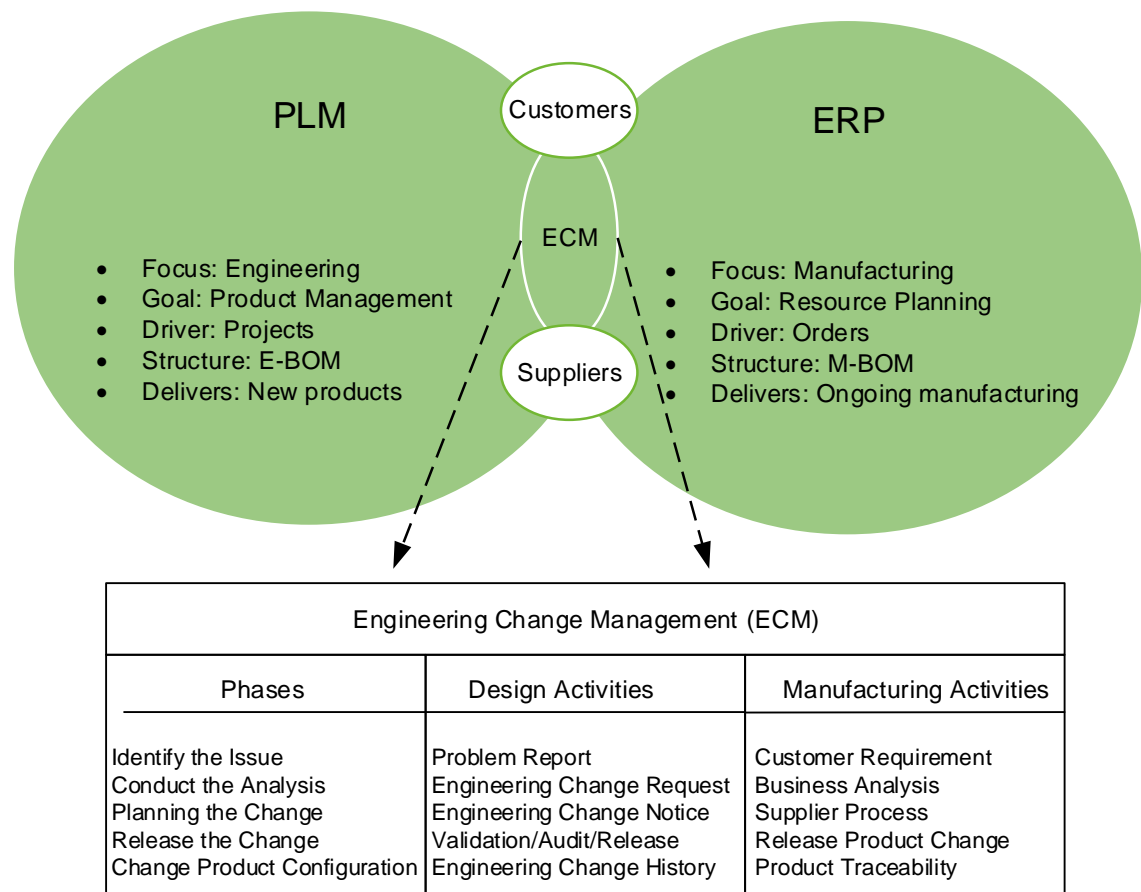 PLM
Customers
ERP
ECM
• Focus: Engineering
• Goal: Product Management
• Driver: Projects
• Structure: E-BOM
• Delivers: New products
• Focus: Manufacturing
• Goal: Resource Planning
• Driver: Orders
• Structure: M-BOM
• Delivers: Ongoing manufacturing
Suppliers
Engineering Change Management (ECM)
Phases
Identify the Issue
Conduct the Analysis
Planning the Change
Release the Change
Change Product Configuration
Design Activities
Problem Report
Engineering Change Request
Engineering Change Notice
Validation/Audit/Release
Engineering Change History
Manufacturing Activities
Customer Requirement
Business Analysis
Supplier Process
Release Product Change
Product Traceability